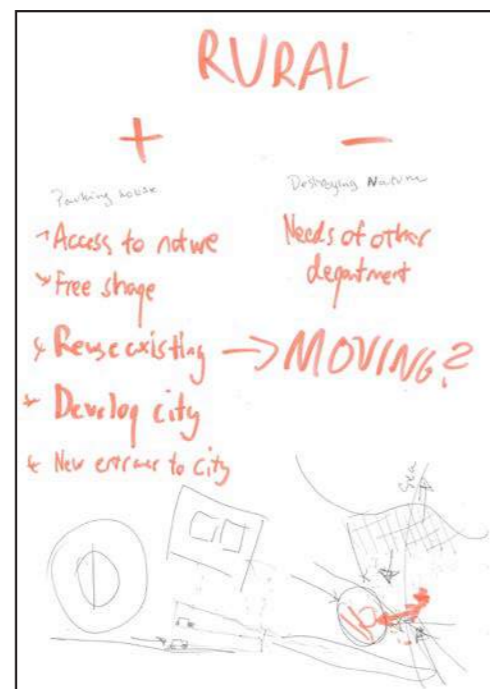 RURAL
+
-
Parking house
Access to nature
Free shape
Reuse existing → MOVING?
Develop city
New entrance to city
Destroying Nature
Needs of other
department
Sea